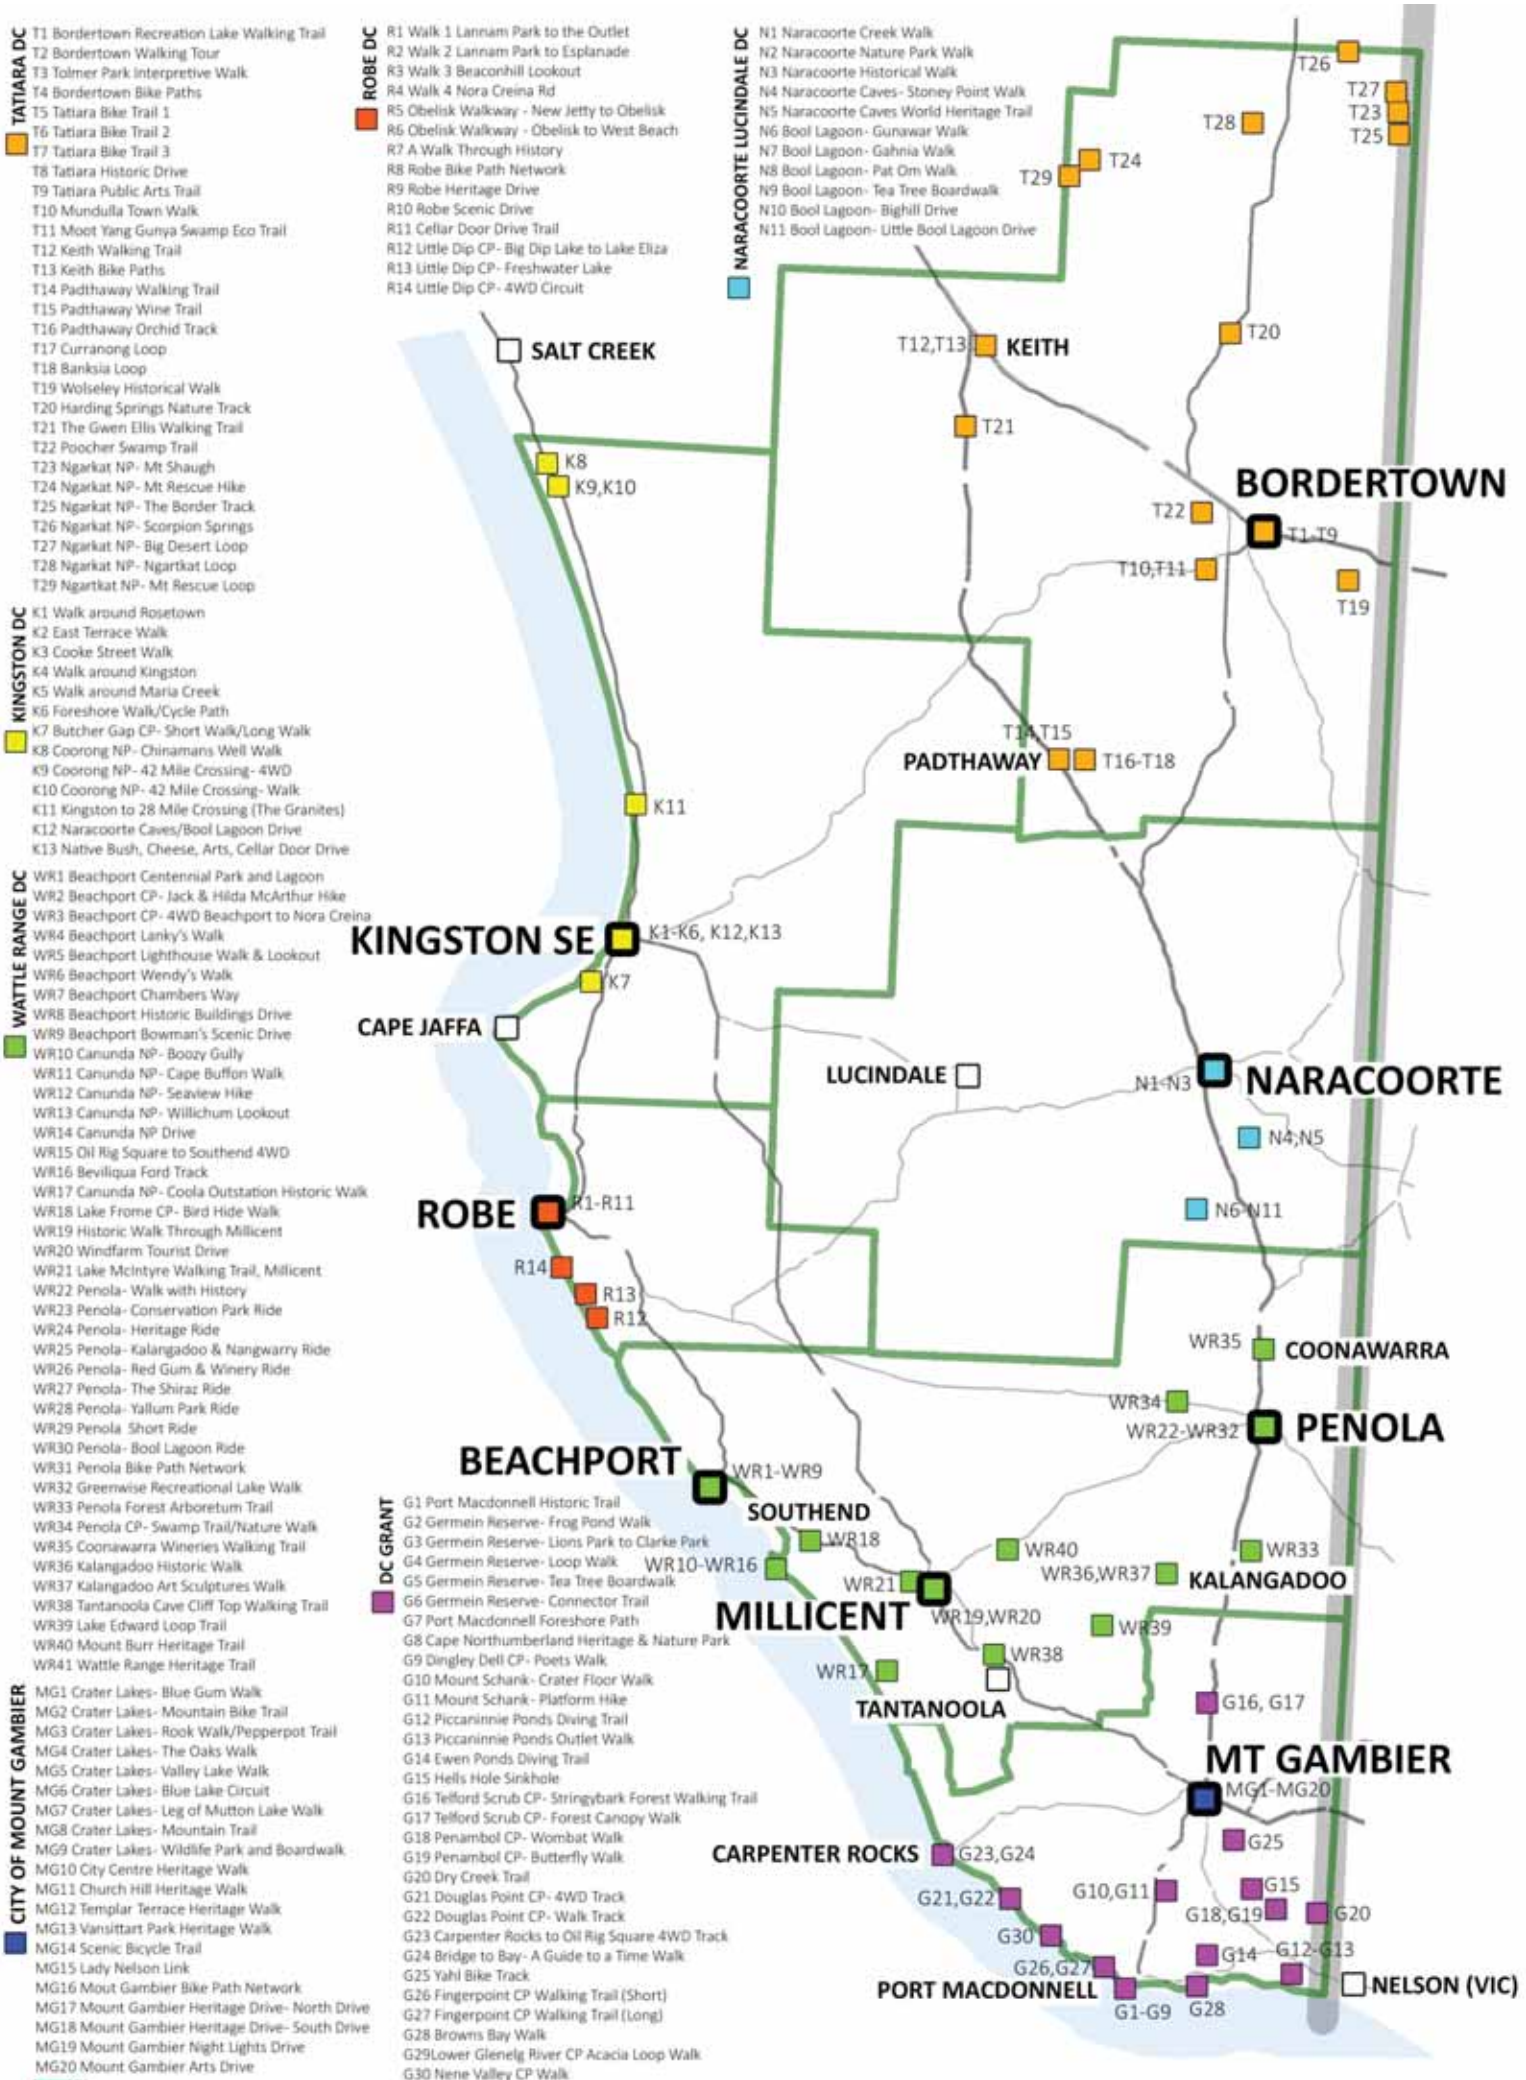 TATIARA DC
T1 Bordertown Recreation Lake Walking Trail
T2 Bordertown Walking Tour
T3 Tolmer Park Interpretive Walk
T4 Bordertown Bike Paths
T5 Tatiara Bike Trail 1
T6 Tatiara Bike Trail 2
T7 Tatiara Bike Trail 3
T8 Tatiara Historic Drive
T9 Tatiara Public Arts Trail
T10 Mundulla Town Walk
T11 Moot Yang Gunya Swamp Eco Trail
T12 Keith Walking Trail
T13 Keith Bike Paths
T14 Padthaway Walking Trail
T15 Padthaway Wine Trail
T16 Padthaway Orchid Track
T17 Curranong Loop
T18 Banksia Loop
T19 Wolseley Historical Walk
T20 Harding Springs Nature Track
T21 The Gwen Ellis Walking Trail
T22 Poocher Swamp Trail
T23 Ngarkat NP- Mt Shaugh
T24 Ngarkat NP- Mt Rescue Hike
T25 Ngarkat NP- The Border Track
T26 Ngarkat NP- Scorpion Springs
T27 Ngarkat NP- Big Desert Loop
T28 Ngarkat NP- Ngartkat Loop
T29 Ngartkat NP- Mt Rescue Loop
KINGSTON DC
K1 Walk around Rosetown
K2 East Terrace Walk
K3 Cooke Street Walk
K4 Walk around Kingston
K5 Walk around Maria Creek
K6 Foreshore Walk/Cycle Path
K7 Butcher Gap CP- Short Walk/Long Walk
K8 Coorong NP- Chinamans Well Walk
K9 Coorong NP- 42 Mile Crossing- 4WD
K10 Coorong NP- 42 Mile Crossing- Walk
K11 Kingston to 28 Mile Crossing (The Granites)
K12 Naracoorte Caves/Bool Lagoon Drive
K13 Native Bush, Cheese, Arts, Cellar Door Drive
WATTLE RANGE DC
WR1 Beachport Centennial Park and Lagoon
WR2 Beachport CP- Jack & Hilda McArthur Hike
WR3 Beachport CP- 4WD Beachport to Nora Creina
WR4 Beachport Lanky's Walk
WR5 Beachport Lighthouse Walk & Lookout
WR6 Beachport Wendy's Walk
WR7 Beachport Chambers Way
WR8 Beachport Historic Buildings Drive
WR9 Beachport Bowman's Scenic Drive
WR10 Canunda NP- Boozy Gully
WR11 Canunda NP- Cape Buffon Walk
WR12 Canunda NP- Seaview Hike
WR13 Canunda NP- Willichum Lookout
WR14 Canunda NP Drive
WR15 Oil Rig Square to Southend 4WD
WR16 Beviliqua Ford Track
WR17 Canunda NP- Coola Outstation Historic Walk
WR18 Lake Frome CP- Bird Hide Walk
WR19 Historic Walk Through Millicent
WR20 Windfarm Tourist Drive
WR21 Lake McIntyre Walking Trail, Millicent
WR22 Penola- Walk with History
WR23 Penola- Conservation Park Ride
WR24 Penola- Heritage Ride
WR25 Penola- Kalangadoo & Nangwarry Ride
WR26 Penola- Red Gum & Winery Ride
WR27 Penola- The Shiraz Ride
WR28 Penola- Yallum Park Ride
WR29 Penola Short Ride
WR30 Penola- Bool Lagoon Ride
WR31 Penola Bike Path Network
WR32 Greenwise Recreational Lake Walk
WR33 Penola Forest Arboretum Trail
WR34 Penola CP- Swamp Trail/Nature Walk
WR35 Coonawarra Wineries Walking Trail
WR36 Kalangadoo Historic Walk
WR37 Kalangadoo Art Sculptures Walk
WR38 Tantanoola Cave Cliff Top Walking Trail
WR39 Lake Edward Loop Trail
WR40 Mount Burr Heritage Trail
WR41 Wattle Range Heritage Trail
CITY OF MOUNT GAMBIER
MG1 Crater Lakes- Blue Gum Walk
MG2 Crater Lakes- Mountain Bike Trail
MG3 Crater Lakes- Rook Walk/Pepperpot Trail
MG4 Crater Lakes- The Oaks Walk
MG5 Crater Lakes- Valley Lake Walk
MG6 Crater Lakes- Blue Lake Circuit
MG7 Crater Lakes- Leg of Mutton Lake Walk
MG8 Crater Lakes- Mountain Trail
MG9 Crater Lakes- Wildlife Park and Boardwalk
MG10 City Centre Heritage Walk
MG11 Church Hill Heritage Walk
MG12 Templar Terrace Heritage Walk
MG13 Vansittart Park Heritage Walk
MG14 Scenic Bicycle Trail
MG15 Lady Nelson Link
MG16 Mout Gambier Bike Path Network
MG17 Mount Gambier Heritage Drive- North Drive
MG18 Mount Gambier Heritage Drive- South Drive
MG19 Mount Gambier Night Lights Drive
MG20 Mount Gambier Arts Drive
ROBE DC
R1 Walk 1 Lannam Park to the Outlet
R2 Walk 2 Lannam Park to Esplanade
R3 Walk 3 Beaconhill Lookout
R4 Walk 4 Nora Creina Rd
R5 Obelisk Walkway - New Jetty to Obelisk
R6 Obelisk Walkway - Obelisk to West Beach
R7 A Walk Through History
R8 Robe Bike Path Network
R9 Robe Heritage Drive
R10 Robe Scenic Drive
R11 Cellar Door Drive Trail
R12 Little Dip CP- Big Dip Lake to Lake Eliza
R13 Little Dip CP- Freshwater Lake
R14 Little Dip CP- 4WD Circuit
NARACOORTE LUCINDALE DC
N1 Naracoorte Creek Walk
N2 Naracoorte Nature Park Walk
N3 Naracoorte Historical Walk
N4 Naracoorte Caves- Stoney Point Walk
N5 Naracoorte Caves World Heritage Trail
N6 Bool Lagoon- Gunawar Walk
N7 Bool Lagoon- Gahnia Walk
N8 Bool Lagoon- Pat Om Walk
N9 Bool Lagoon- Tea Tree Boardwalk
N10 Bool Lagoon- Bighill Drive
N11 Bool Lagoon- Little Bool Lagoon Drive
DC GRANT
G1 Port Macdonnell Historic Trail
G2 Germein Reserve- Frog Pond Walk
G3 Germein Reserve- Lions Park to Clarke Park
G4 Germein Reserve- Loop Walk
G5 Germein Reserve- Tea Tree Boardwalk
G6 Germein Reserve- Connector Trail
G7 Port Macdonnell Foreshore Path
G8 Cape Northumberland Heritage & Nature Park
G9 Dingley Dell CP- Poets Walk
G10 Mount Schank- Crater Floor Walk
G11 Mount Schank- Platform Hike
G12 Piccaninnie Ponds Diving Trail
G13 Piccaninnie Ponds Outlet Walk
G14 Ewen Ponds Diving Trail
G15 Hells Hole Sinkhole
G16 Telford Scrub CP- Stringybark Forest Walking Trail
G17 Telford Scrub CP- Forest Canopy Walk
G18 Penambol CP- Wombat Walk
G19 Penambol CP- Butterfly Walk
G20 Dry Creek Trail
G21 Douglas Point CP- 4WD Track
G22 Douglas Point CP- Walk Track
G23 Carpenter Rocks to Oil Rig Square 4WD Track
G24 Bridge to Bay- A Guide to a Time Walk
G25 Yahl Bike Track
G26 Fingerpoint CP Walking Trail (Short)
G27 Fingerpoint CP Walking Trail (Long)
G28 Browns Bay Walk
G29Lower Glenelg River CP Acacia Loop Walk
G30 Nene Valley CP Walk
T26
T27
T23
T25
T28
T24
T29
SALT CREEK
T12,T13
KEITH
T20
T21
K8
K9,K10
BORDERTOWN
T22
T1-T9
T10,T11
T19
T14,T15
PADTHAWAY
T16-T18
K11
KINGSTON SE
K1-K6, K12,K13
K7
CAPE JAFFA
LUCINDALE
N1-N3
NARACOORTE
N4,N5
N6-N11
ROBE
R1-R11
R14
R13
R12
WR35
COONAWARRA
WR34
WR22-WR32
PENOLA
BEACHPORT
WR1-WR9
SOUTHEND
WR18
WR10-WR16
WR40
WR33
WR36,WR37
KALANGADOO
WR21
MILLICENT
WR19,WR20
WR39
WR38
WR17
TANTANOOLA
G16, G17
MT GAMBIER
MG1-MG20
G25
CARPENTER ROCKS
G23,G24
G21,G22
G10,G11
G15
G18,G19
G20
G30
G14
G12-G13
G26,G27
PORT MACDONNELL
NELSON (VIC)
G1-G9
G28